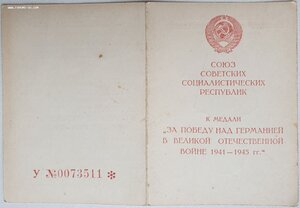 У №0073511 *
СОЮЗ
СОВЕТСКИХ
СОЦИАЛИСТИЧЕСКИХ
РЕСПУБЛИК
К МЕДАЛИ
„ЗА ПОБЕДУ НАД ГЕРМАНИЕЙ
В ВЕЛИКОЙ ОТЕЧЕСТВЕННОЙ
ВОЙНЕ 1941—1945 гг.“